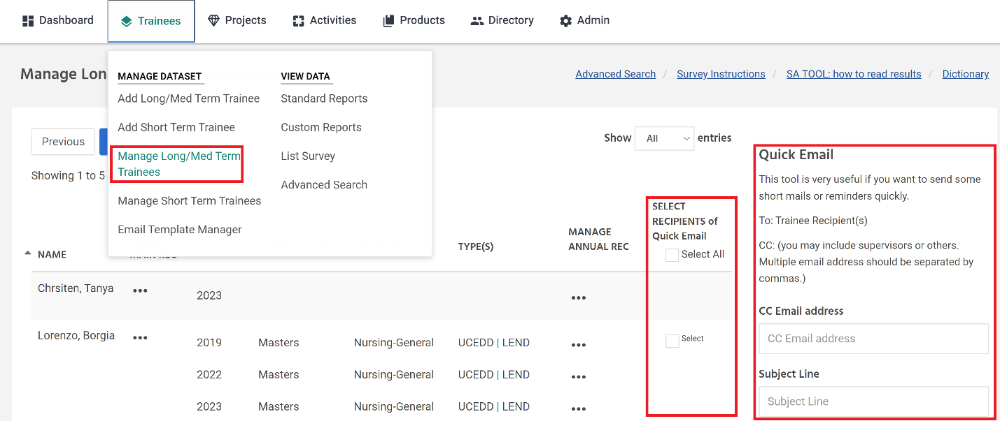 Dashboard
Trainees
Projects
Activities
Products
Directory
Admin
Manage Lon
Advanced Search / Survey Instructions / SA TOOL: how to read results / Dictionary
MANAGE DATASET
Add Long/Med Term Trainee
Add Short Term Trainee
Manage Long/Med Term
Trainees
Manage Short Term Trainees
Email Template Manager
VIEW DATA
Standard Reports
Custom Reports
List Survey
Advanced Search
Previous
Showing 1 to 5
Show All entries
NAME
TYPE(S)
MANAGE
ANNUAL REC
SELECT
RECIPIENTS of
Quick Email
Select All
Chrsiten, Tanya
2023
Lorenzo, Borgia
2019 Masters Nursing-General UCEDD | LEND
Select
2022 Masters Nursing-General UCEDD | LEND
2023 Masters Nursing-General UCEDD | LEND
Quick Email
This tool is very useful if you want to send some
short mails or reminders quickly.
To: Trainee Recipient(s)
CC: (you may include supervisors or others.
Multiple email address should be separated by
commas.)
CC Email address
CC Email address
Subject Line
Subject Line